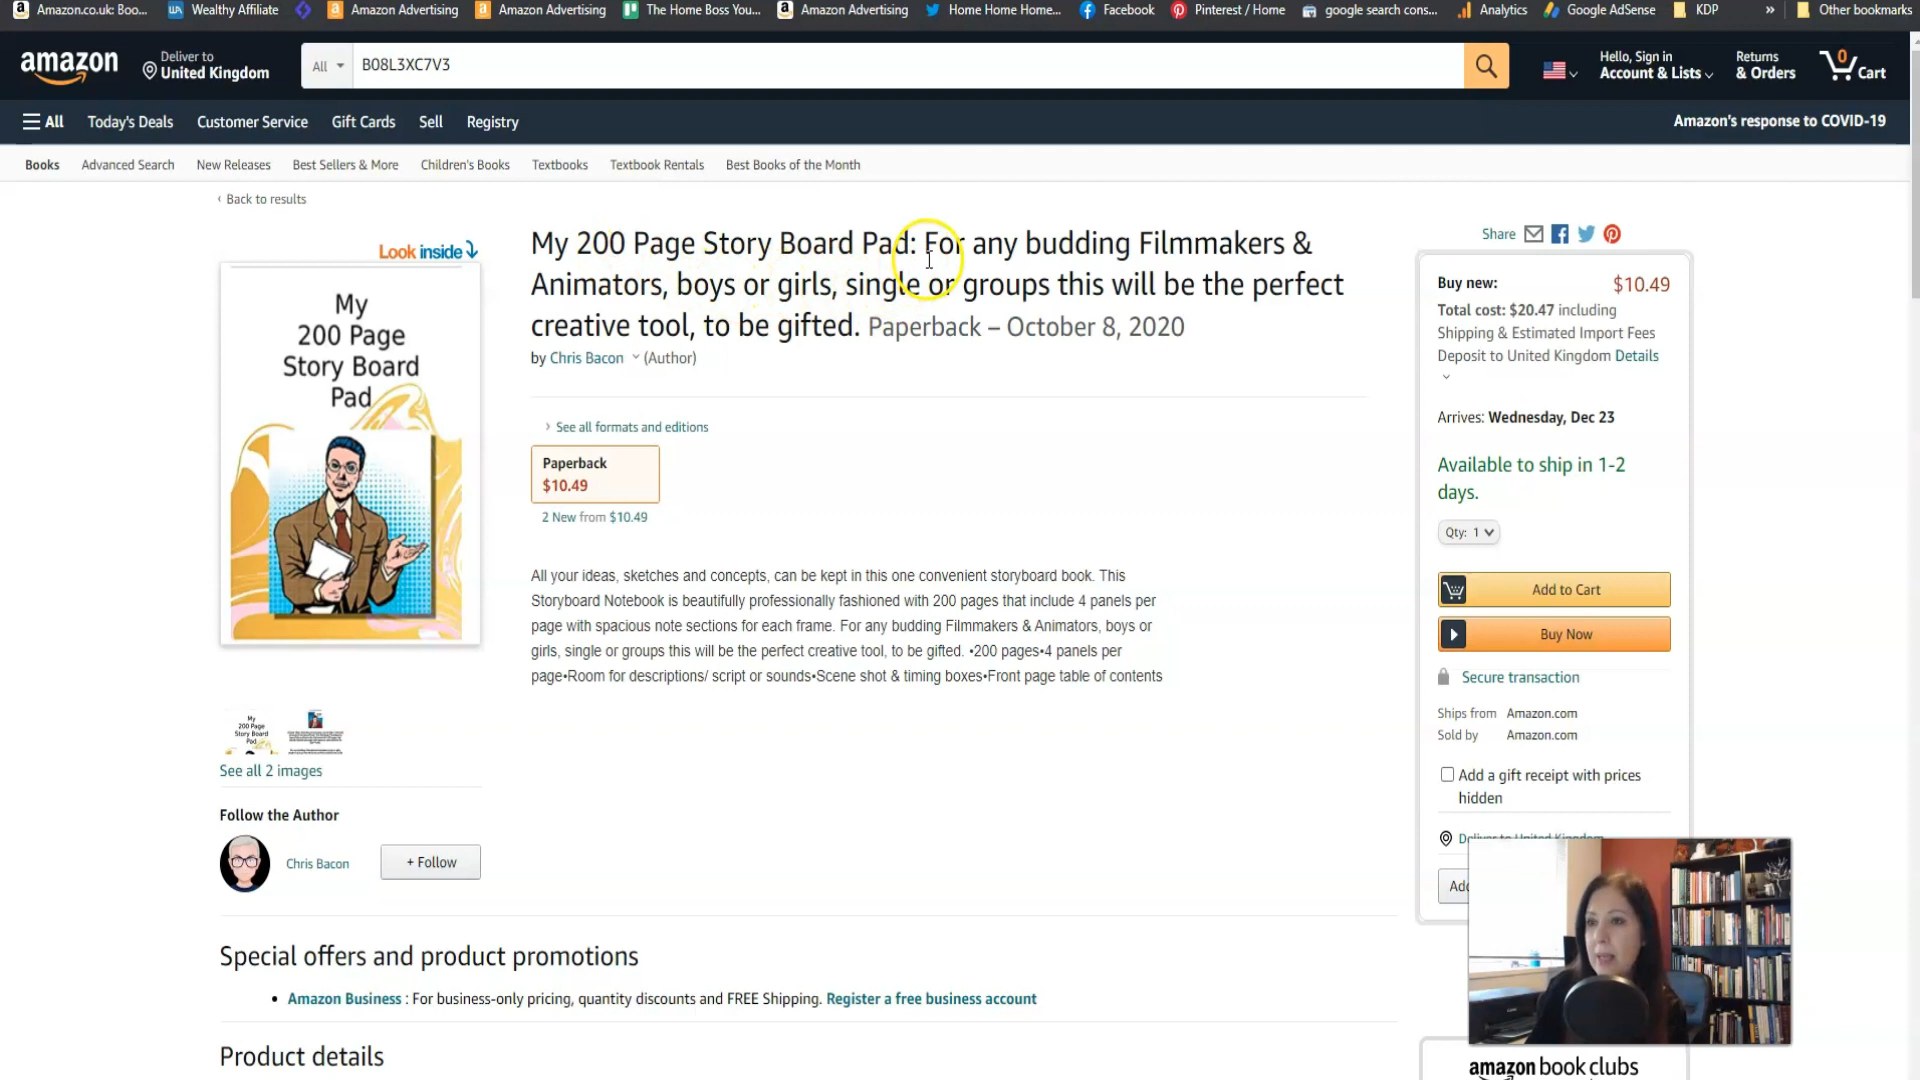 Amazon.co.uk: Boo...
WA Wealthy Affiliate
Amazon Advertising
Amazon Advertising
The Home Boss You...
Amazon Advertising
Home Home Home...
Facebook
Pinterest / Home
google search cons...
Analytics
Google AdSense
KDP
»
Other bookmarks
amazon
Deliver to
United Kingdom
All
B08L3XC7V3
Hello, Sign in
Account & Lists
Returns
& Orders
0
Cart
All
Today's Deals
Customer Service
Gift Cards
Sell
Registry
Amazon's response to COVID-19
Books
Advanced Search
New Releases
Best Sellers & More
Children's Books
Textbooks
Textbook Rentals
Best Books of the Month
‹ Back to results
Look inside
My
200 Page
Story Board
Pad
My
200 Page
Story Board
Pad
See all 2 images
Follow the Author
Chris Bacon
+ Follow
My 200 Page Story Board Pad: For any budding Filmmakers &
Animators, boys or girls, single or groups this will be the perfect
creative tool, to be gifted. Paperback – October 8, 2020
by Chris Bacon (Author)
› See all formats and editions
Paperback
$10.49
2 New from $10.49
All your ideas, sketches and concepts, can be kept in this one convenient storyboard book. This
Storyboard Notebook is beautifully professionally fashioned with 200 pages that include 4 panels per
page with spacious note sections for each frame. For any budding Filmmakers & Animators, boys or
girls, single or groups this will be the perfect creative tool, to be gifted. •200 pages•4 panels per
page•Room for descriptions/ script or sounds•Scene shot & timing boxes•Front page table of contents
Share
Buy new:
$10.49
Total cost: $20.47 including
Shipping & Estimated Import Fees
Deposit to United Kingdom Details
Arrives: Wednesday, Dec 23
Available to ship in 1-2
days.
Qty: 1
Add to Cart
Buy Now
Secure transaction
Ships from Amazon.com
Sold by Amazon.com
Add a gift receipt with prices
hidden
Deliver to United Kingdom
Special offers and product promotions
• Amazon Business : For business-only pricing, quantity discounts and FREE Shipping. Register a free business account
Product details
amazon book clubs